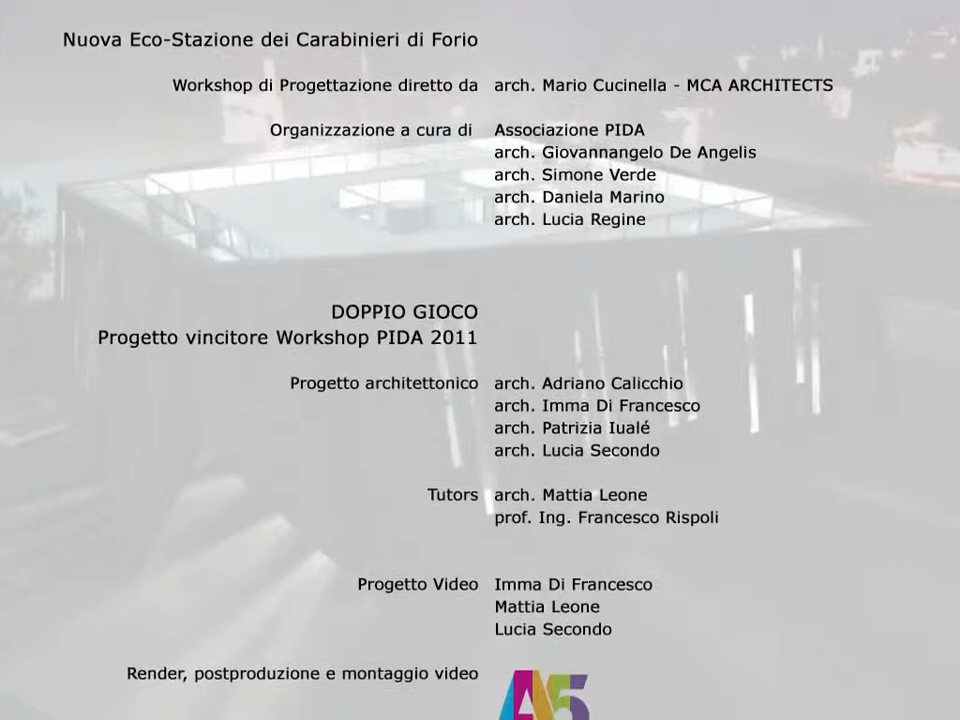 Nuova Eco-Stazione dei Carabinieri di Forio
Workshop di Progettazione diretto da arch. Mario Cucinella - MCA ARCHITECTS
Organizzazione a cura di Associazione PIDA
arch. Giovannangelo De Angelis
arch. Simone Verde
arch. Daniela Marino
arch. Lucia Regine
DOPPIO GIOCO
Progetto vincitore Workshop PIDA 2011
Progetto architettonico arch. Adriano Calicchio
arch. Imma Di Francesco
arch. Patrizia Iualé
arch. Lucia Secondo
Tutors arch. Mattia Leone
prof. Ing. Francesco Rispoli
Progetto Video Imma Di Francesco
Mattia Leone
Lucia Secondo
Render, postproduzione e montaggio video